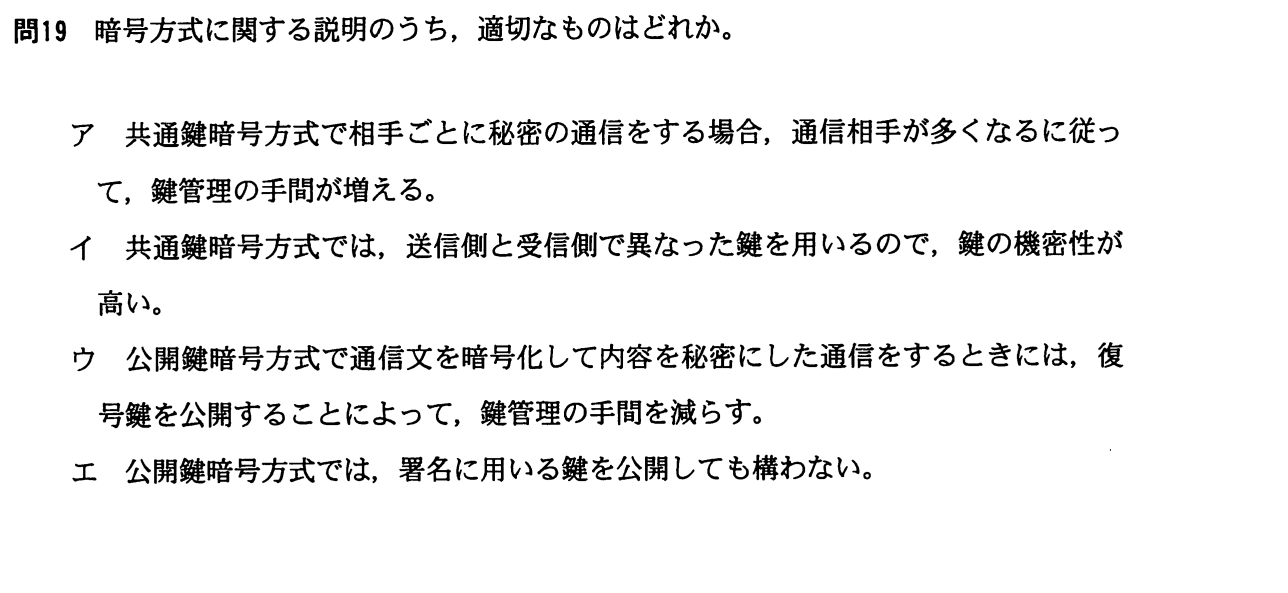 問19 暗号方式に関する説明のうち，適切なものはどれか。
ア 共通鍵暗号方式で相手ごとに秘密の通信をする場合，通信相手が多くなるに従っ
て，鍵管理の手間が増える。
イ 共通鍵暗号方式では，送信側と受信側で異なった鍵を用いるので，鍵の機密性が
高い。
ウ 公開鍵暗号方式で通信文を暗号化して内容を秘密にした通信をするときには，復
号鍵を公開することによって，鍵管理の手間を減らす。
エ 公開鍵暗号方式では，署名に用いる鍵を公開しても構わない。